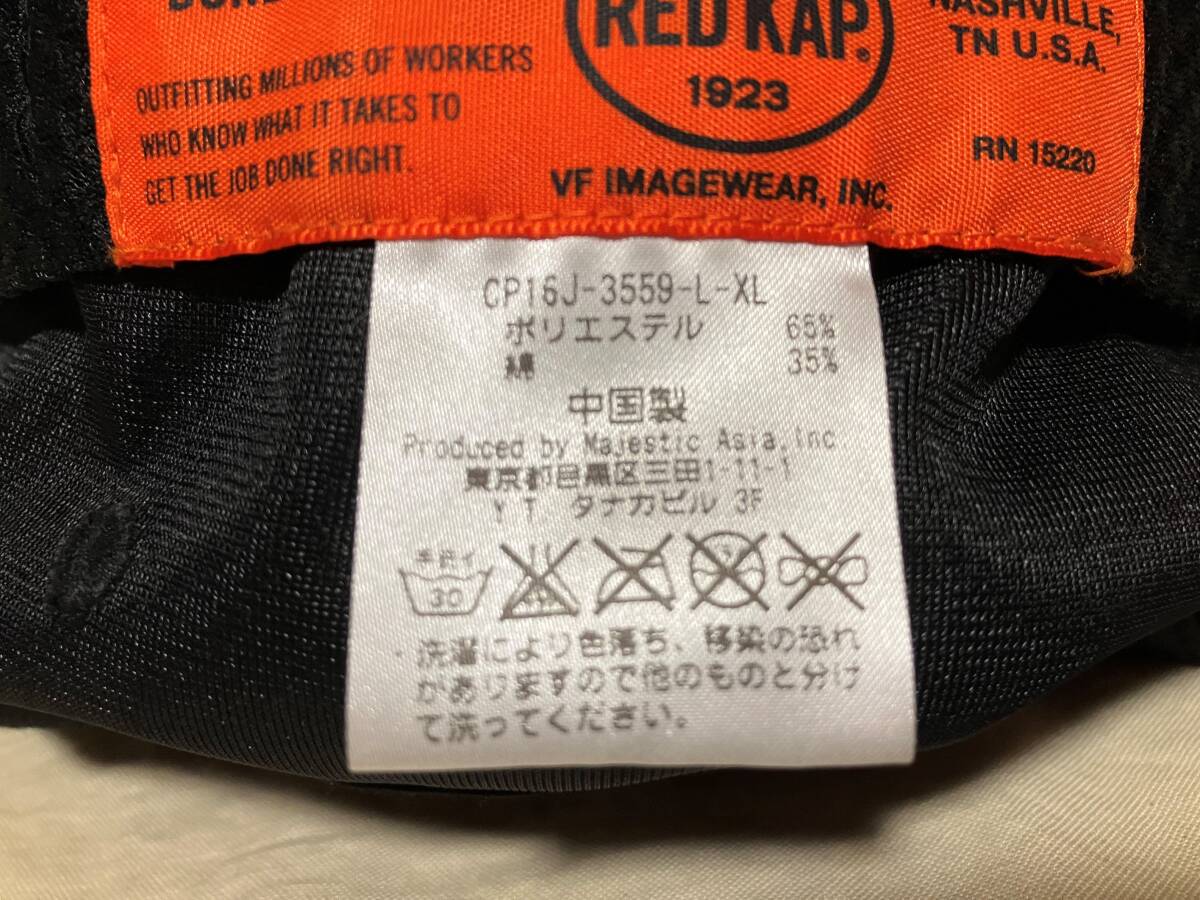 OUTFITTING MILLIONS OF WORKERS
WHO KNOW WHAT IT TAKES TO
GET THE JOB DONE RIGHT.
RED KAP®
1923
VF IMAGEWEAR, INC.
NASHVILLE,
TN U.S.A.
RN 15220
CP16J-3559-L-XL
ポリエステル 65%
綿 35%
中国製
Produced by Majestic Asia.Inc
東京都目黒区三田1-11-1
Y T タナカビル 3F
手洗イ
30
・洗濯により色落ち、移染の恐れ
がありますので他のものと分け
て洗ってください。